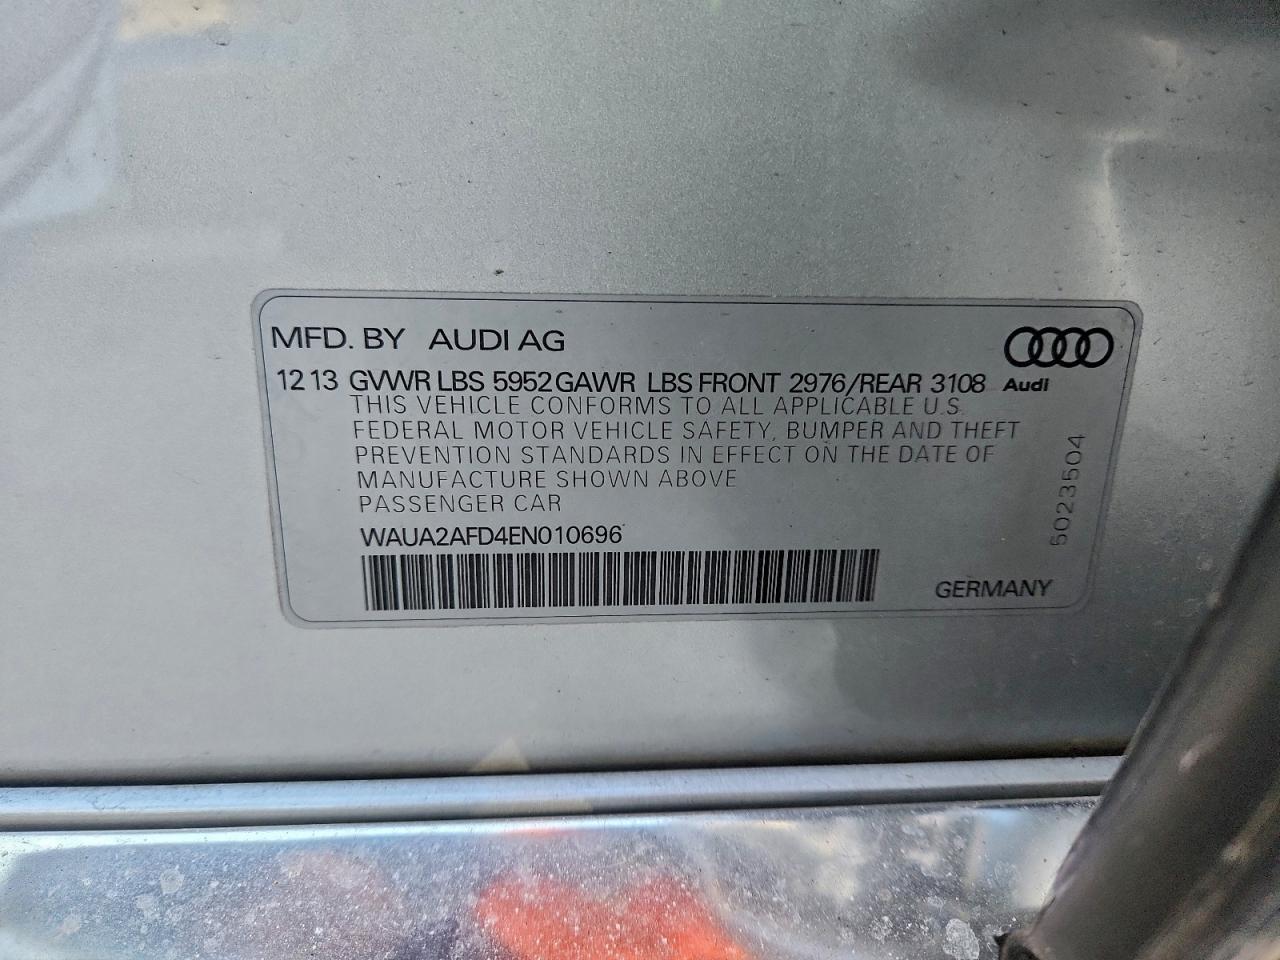 MFD. BY AUDI AG
12 13 GVWR LBS 5952 GAWR LBS FRONT 2976/REAR 3108
Audi
THIS VEHICLE CONFORMS TO ALL APPLICABLE U.S.
FEDERAL MOTOR VEHICLE SAFETY, BUMPER AND THEFT
PREVENTION STANDARDS IN EFFECT ON THE DATE OF
MANUFACTURE SHOWN ABOVE
PASSENGER CAR
WAUA2AFD4EN010696
GERMANY
5023504